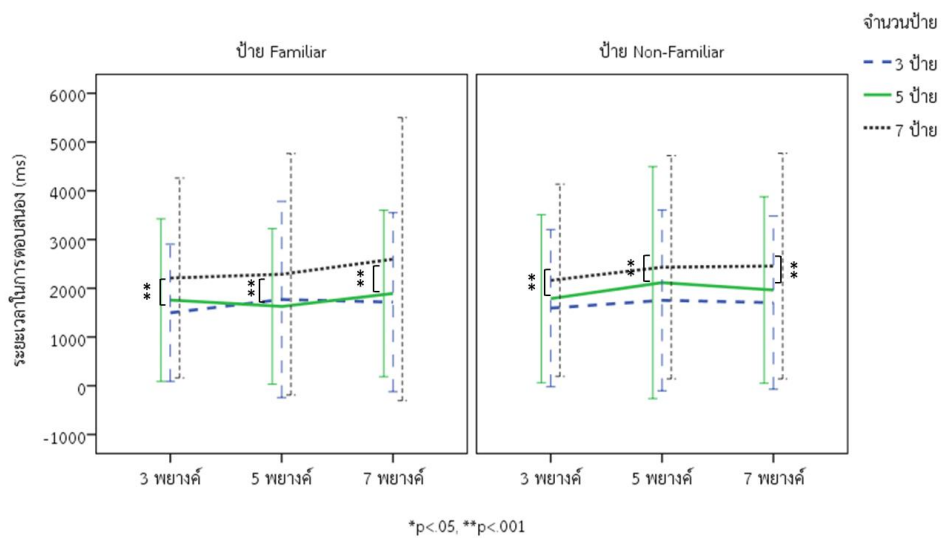 จำนวนป้าย
3 ป้าย
5 ป้าย
7 ป้าย
ป้าย Familiar
ป้าย Non-Familiar
ระยะเวลาในการตอบสนอง (ms)
6000
5000
4000
3000
2000
1000
0
-1000
**
**
**
**
**
**
3 พยางค์
5 พยางค์
7 พยางค์
3 พยางค์
5 พยางค์
7 พยางค์
*p<.05, **p<.001